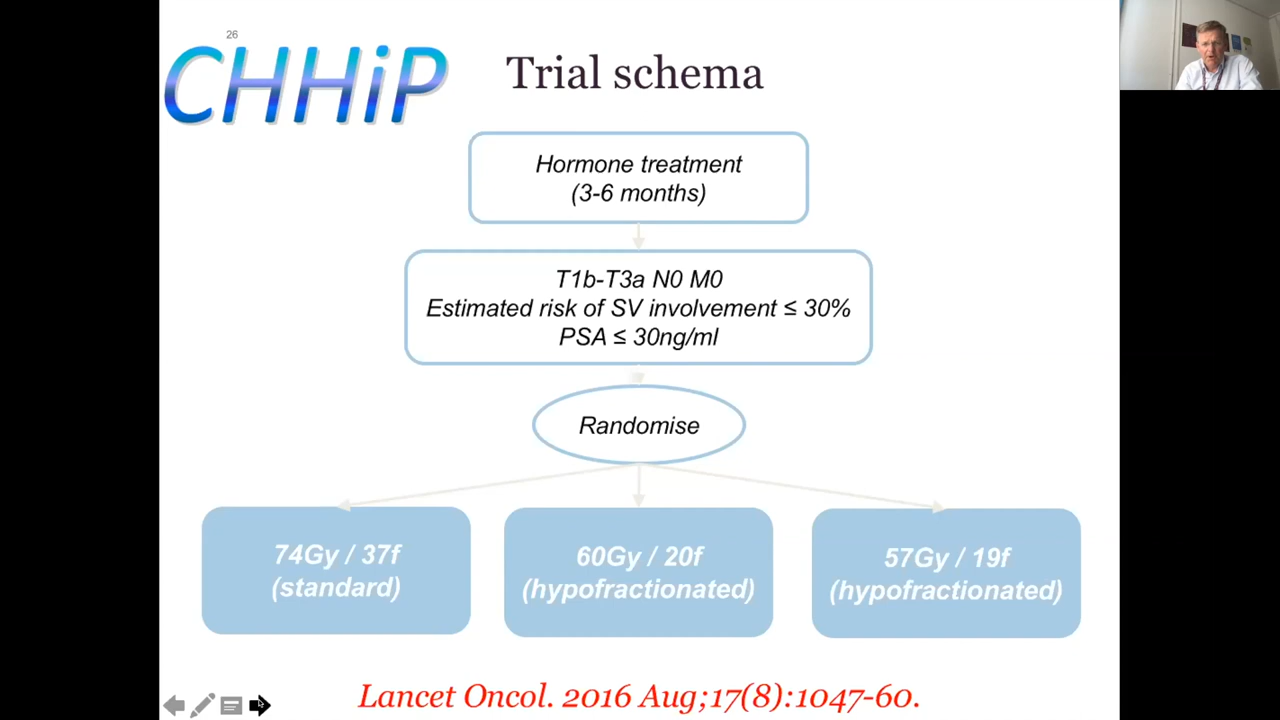 26
CHHiP
Trial schema
Hormone treatment
(3-6 months)
T1b-T3a N0 M0
Estimated risk of SV involvement ≤ 30%
PSA ≤ 30ng/ml
Randomise
74Gy / 37f
(standard)
60Gy / 20f
(hypofractionated)
57Gy / 19f
(hypofractionated)
Lancet Oncol. 2016 Aug;17(8):1047-60.